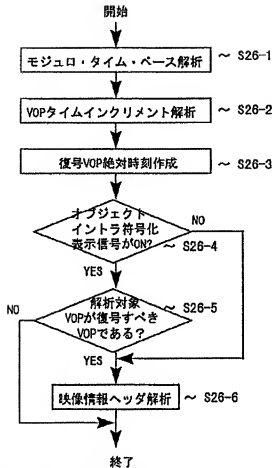 開始
モジュロ・タイム・ベース解析 ～ S26-1
VOPタイムインクリメント解析 ～ S26-2
復号VOP絶対時刻作成 ～ S26-3
オブジェクト
イントラ符号化
表示信号がON?
NO
～ S26-4
YES
解析対象
VOPが復号すべき
VOPである?
NO
～ S26-5
YES
映像情報ヘッダ解析 ～ S26-6
終了